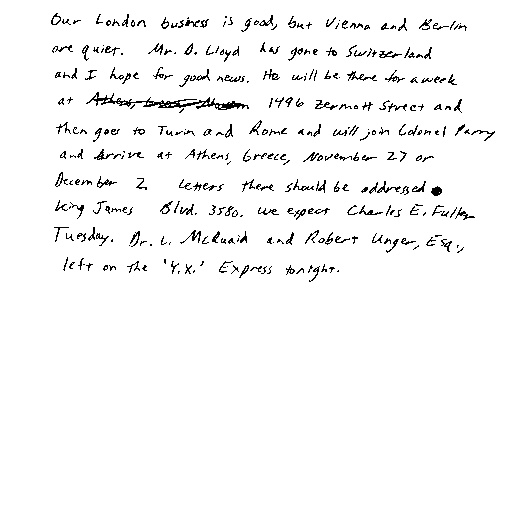 Our London business is good, but Vienna and Berlin
are quiet. Mr. D. Lloyd has gone to Switzerland
and I hope for good news. He will be there for a week
at 1496 Zermott Street and
then goes to Turin and Rome and will join Colonel Parry
and arrive at Athens, Greece, November 27 or
December 2. Letters there should be addressed
King James Blvd. 3580. We expect Charles E. Fuller
Tuesday. Dr. L. McQuaid and Robert Unger, Esq.,
left on the 'Y.X.' Express tonight.